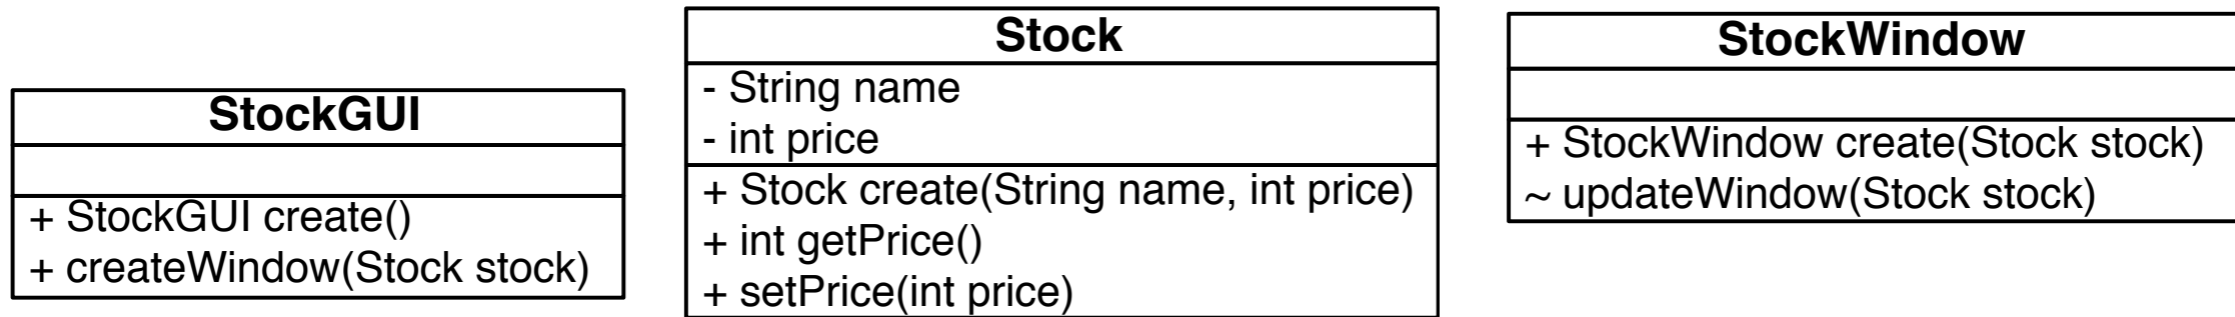 StockGUI
+ StockGUI create()
+ createWindow(Stock stock)
Stock
- String name
- int price
+ Stock create(String name, int price)
+ int getPrice()
+ setPrice(int price)
StockWindow
+ StockWindow create(Stock stock)
~ updateWindow(Stock stock)